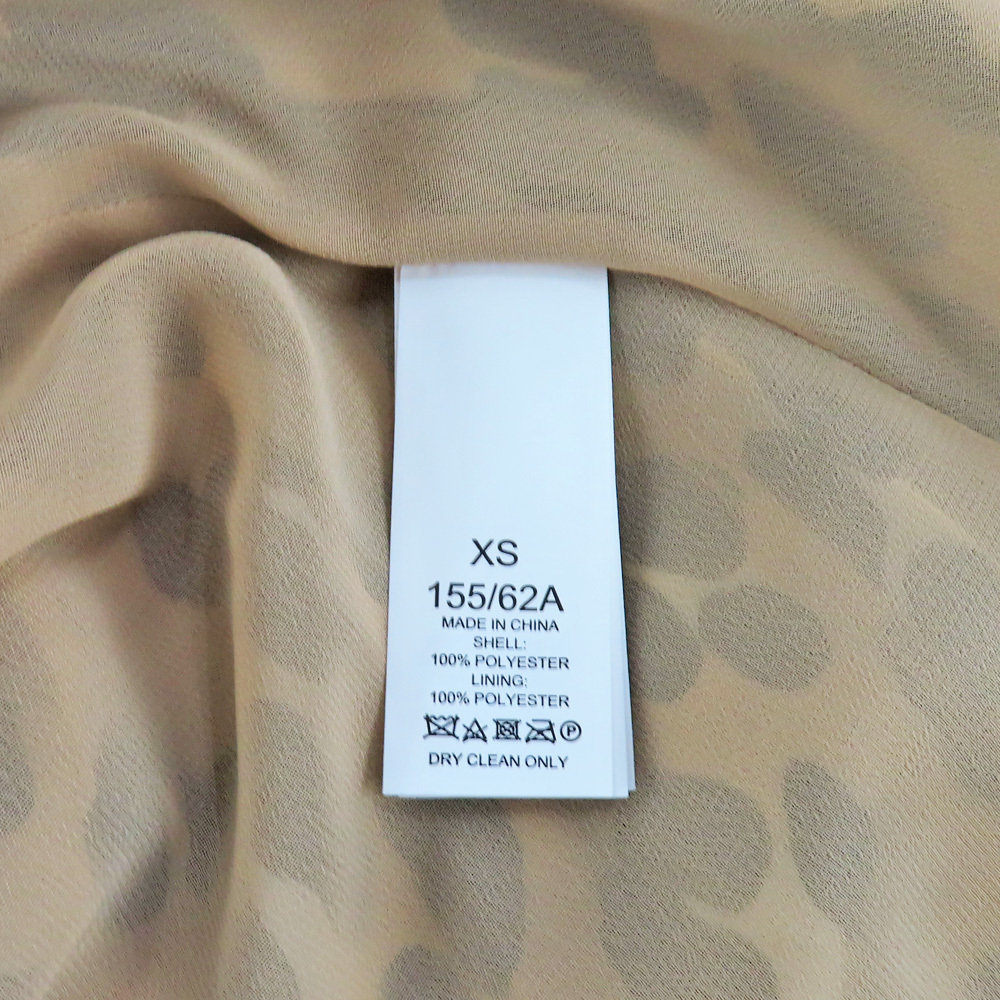 XS
155/62A
MADE IN CHINA
SHELL:
100% POLYESTER
LINING:
100% POLYESTER
P
DRY CLEAN ONLY